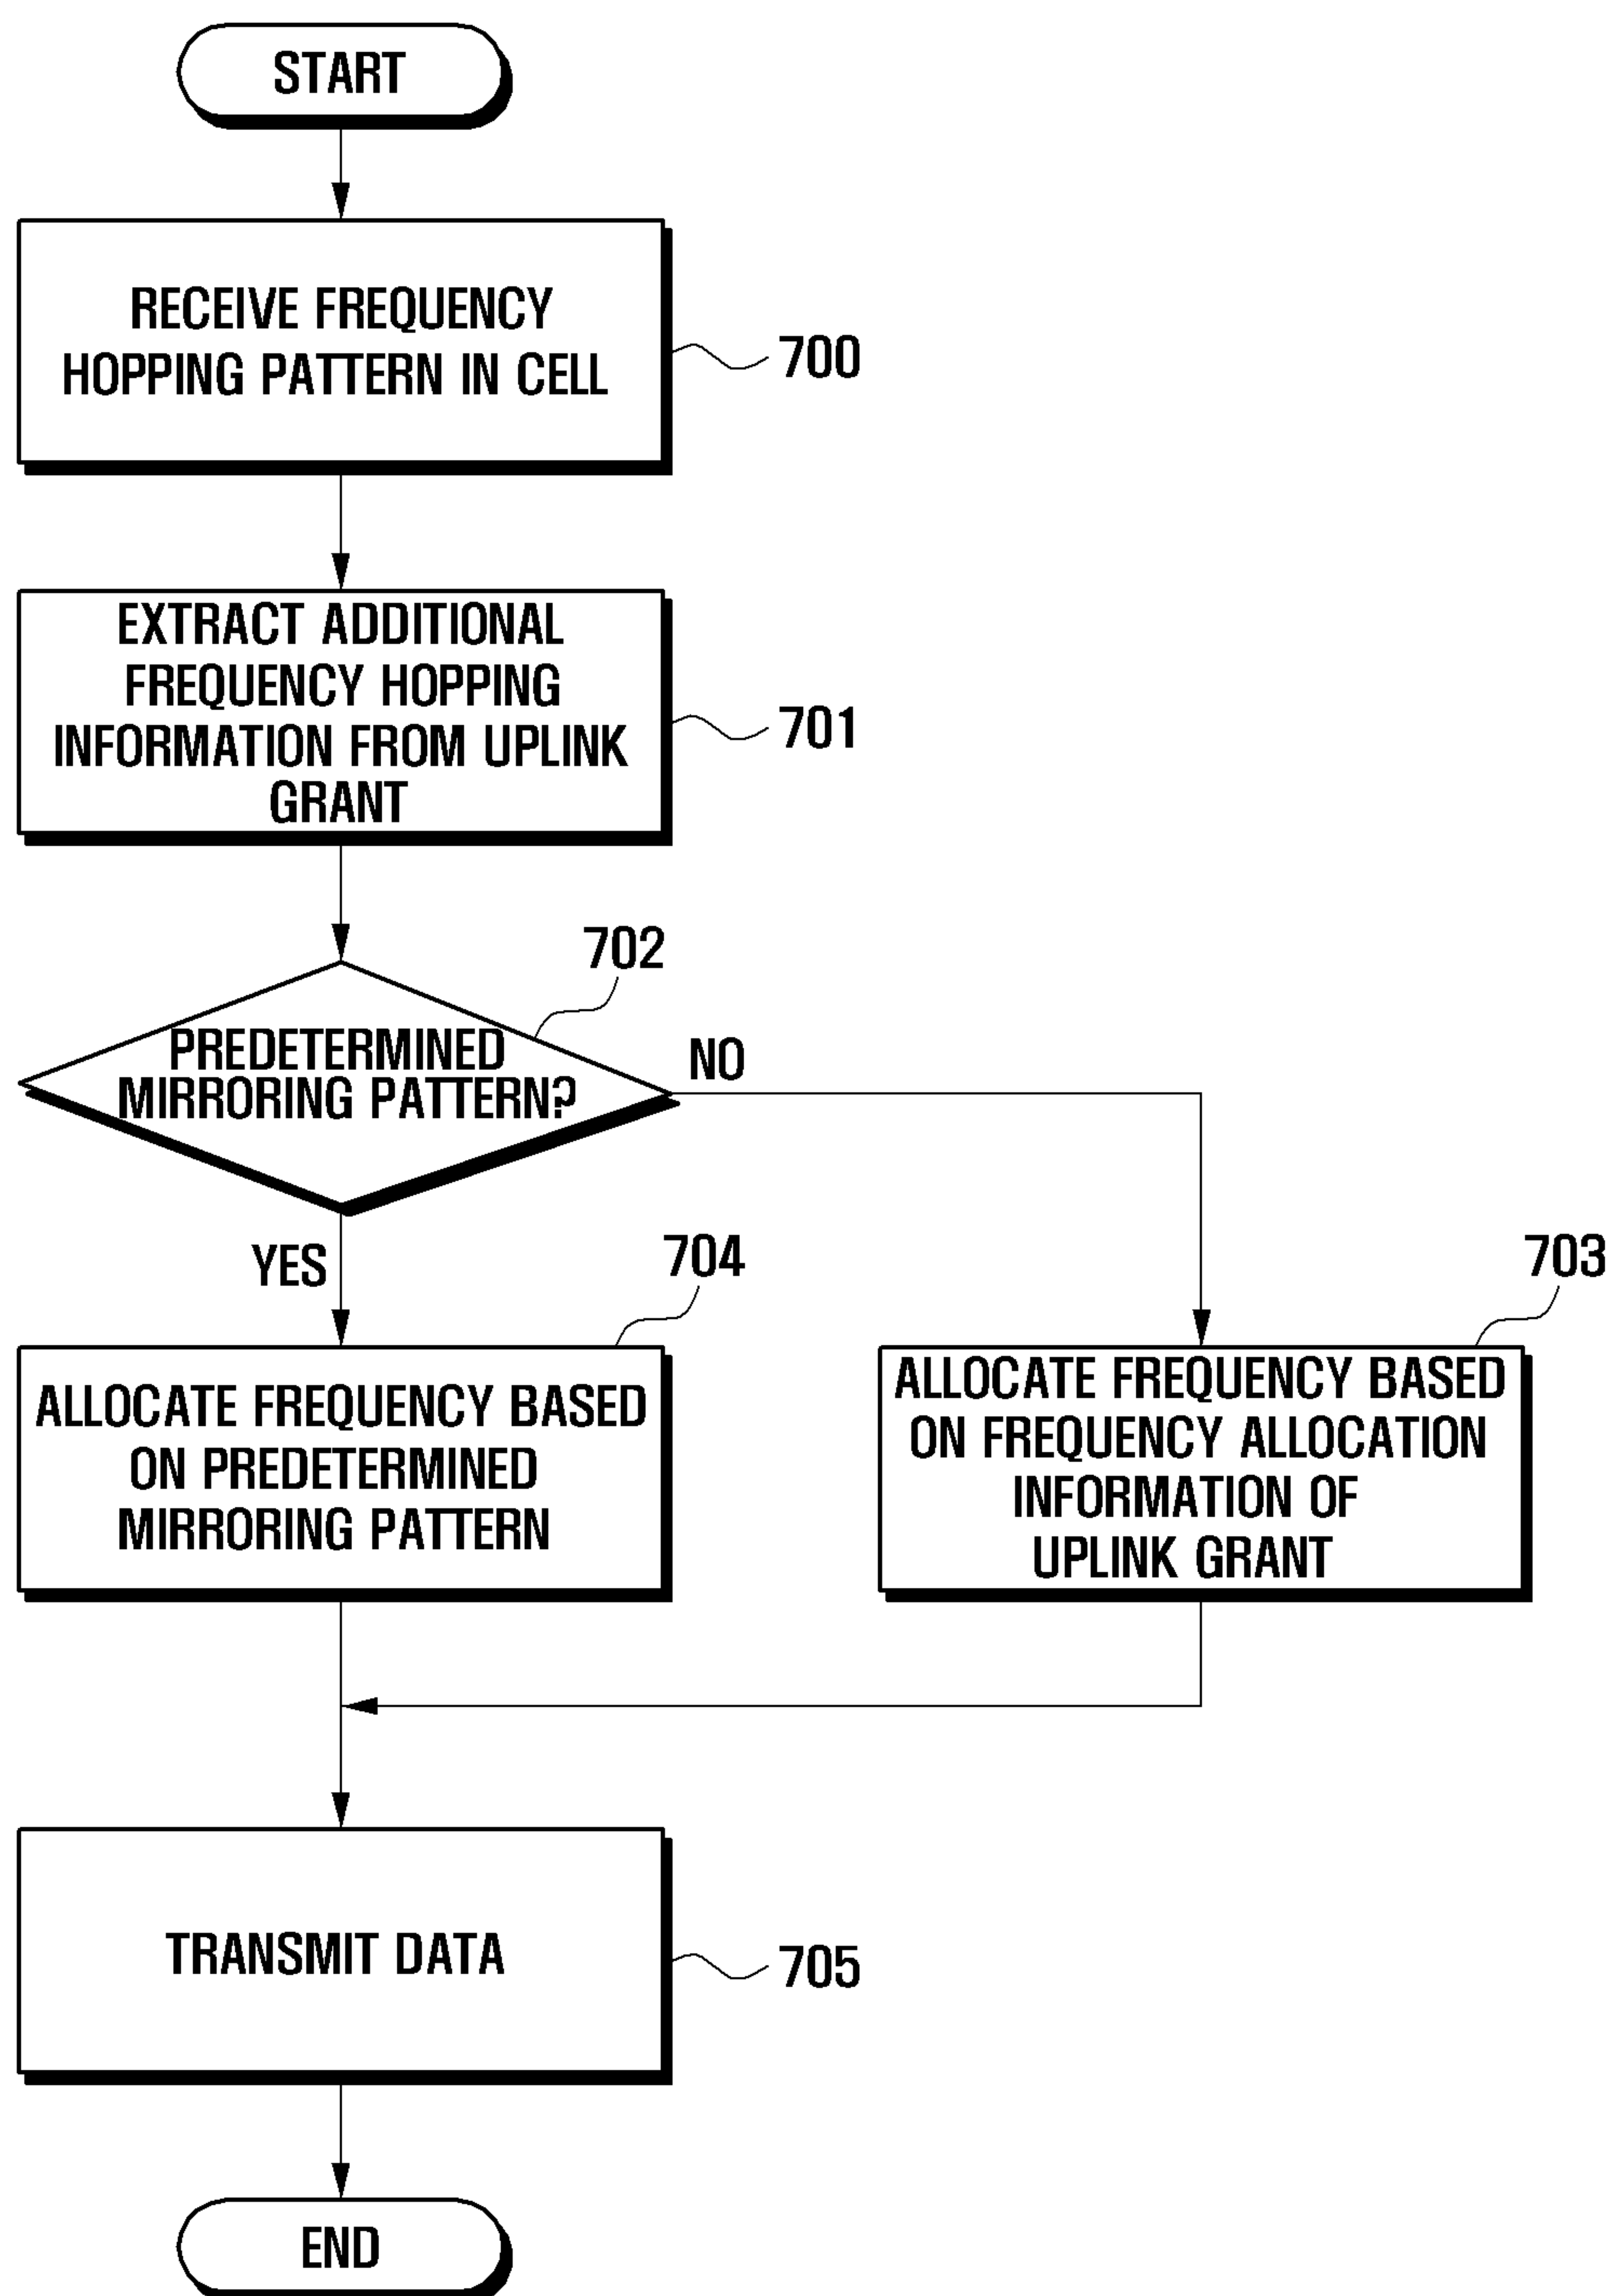 START
RECEIVE FREQUENCY
HOPPING PATTERN IN CELL
700
EXTRACT ADDITIONAL
FREQUENCY HOPPING
INFORMATION FROM UPLINK
GRANT
701
702
PREDETERMINED
MIRRORING PATTERN?
NO
YES
704
ALLOCATE FREQUENCY BASED
ON PREDETERMINED
MIRRORING PATTERN
703
ALLOCATE FREQUENCY BASED
ON FREQUENCY ALLOCATION
INFORMATION OF
UPLINK GRANT
TRANSMIT DATA
705
END